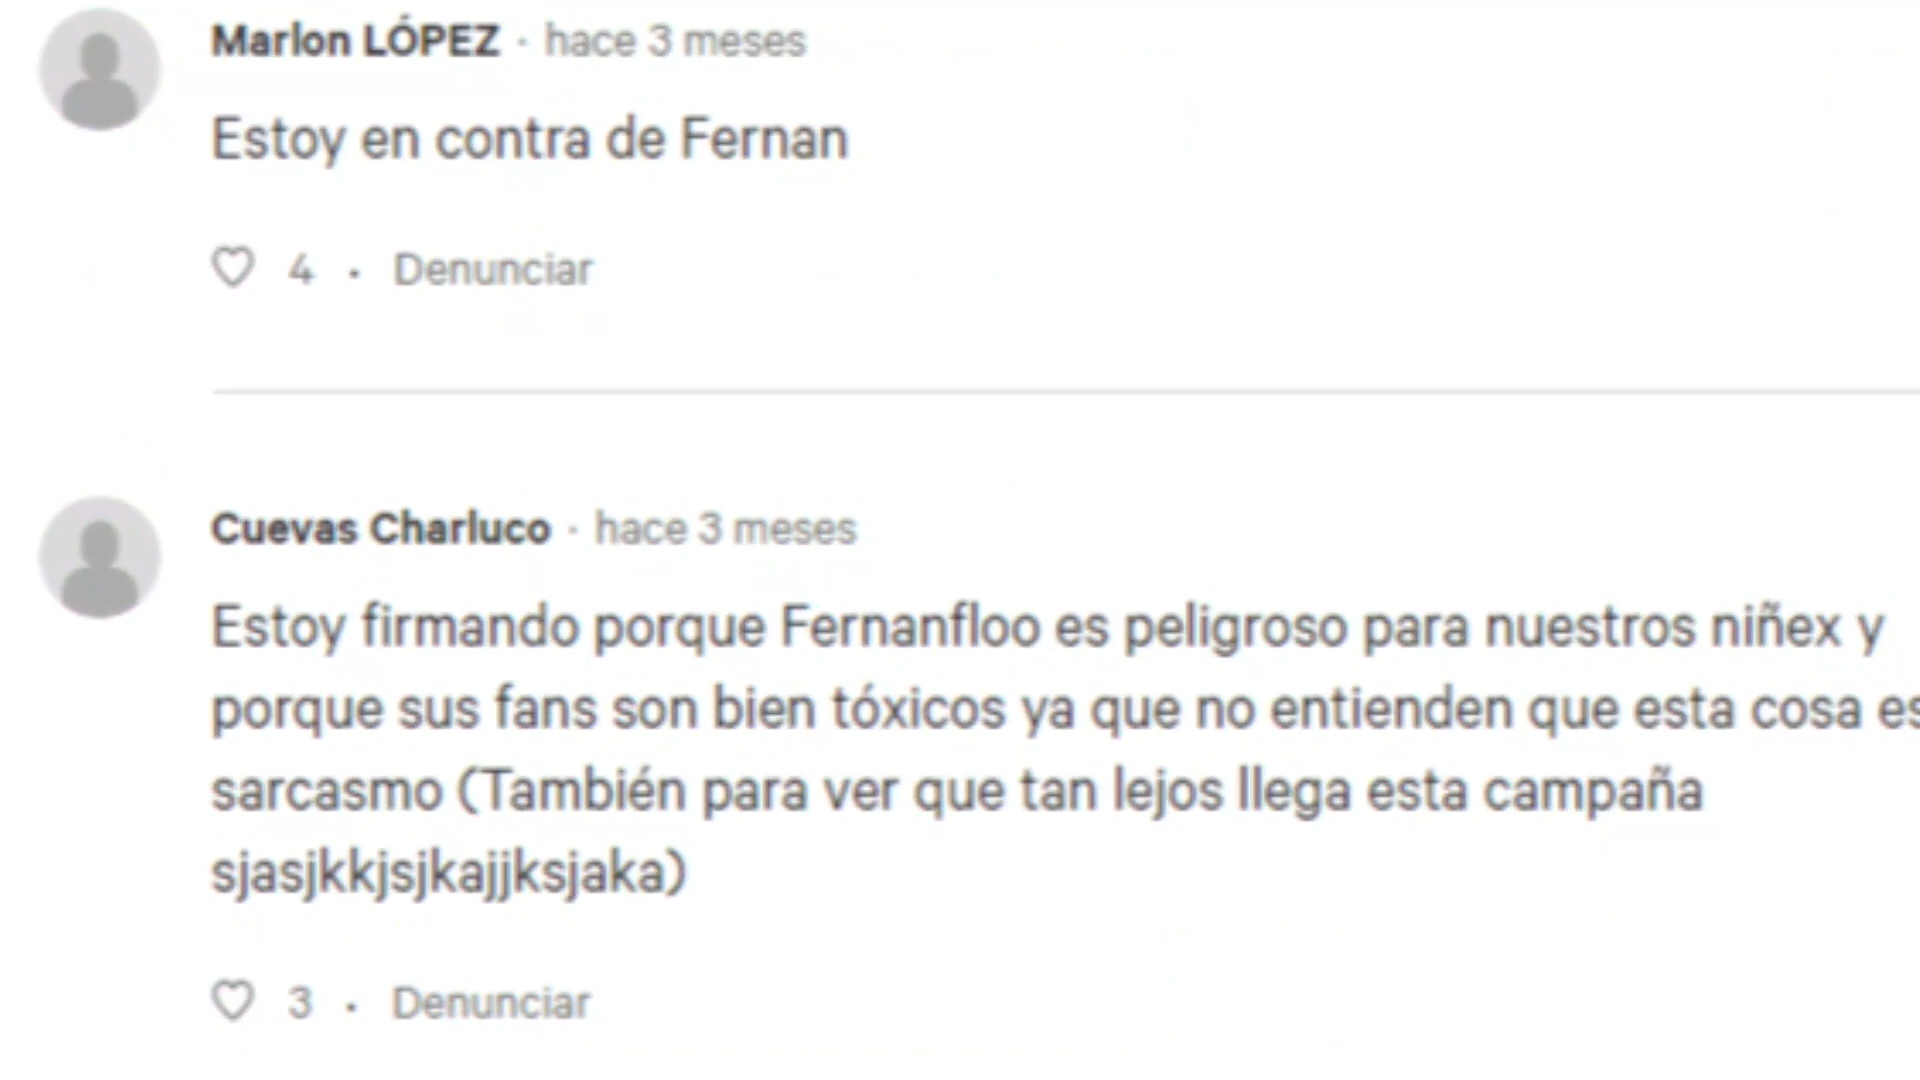 Marlon LÓPEZ · hace 3 meses
Estoy en contra de Fernan
4 · Denunciar
Cuevas Charluco · hace 3 meses
Estoy firmando porque Fernanfloo es peligroso para nuestros niñex y
porque sus fans son bien tóxicos ya que no entienden que esta cosa es
sarcasmo (También para ver que tan lejos llega esta campaña
sjasjkkjsjkajjksjaka)
3 · Denunciar